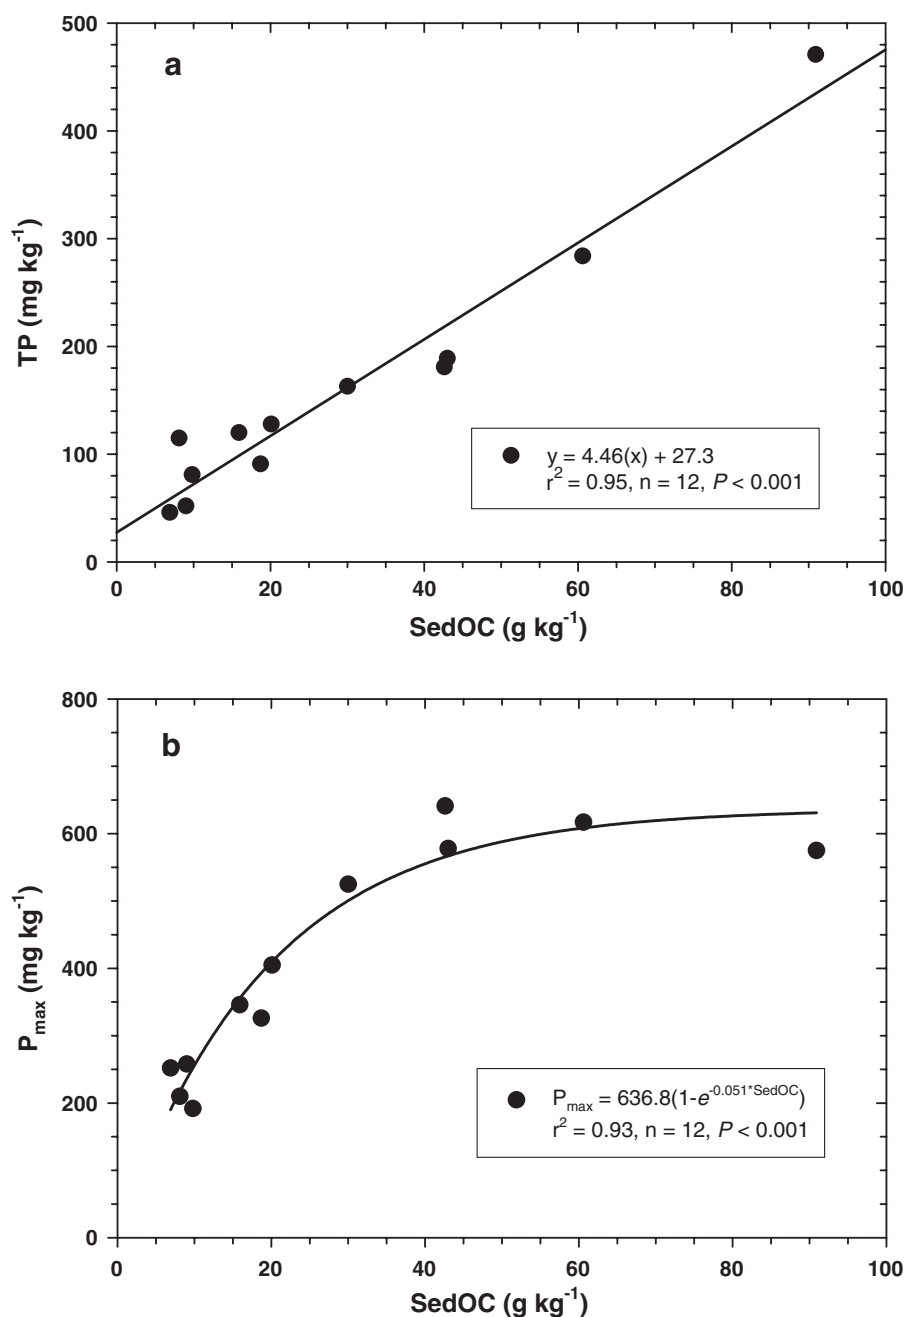 a
500
400
300
200
100
0
TP (mg kg⁻¹)
0 20 40 60 80 100
SedOC (g kg⁻¹)
y = 4.46(x) + 27.3
r² = 0.95, n = 12, P < 0.001
b
800
600
400
200
0
P_max (mg kg⁻¹)
0 20 40 60 80 100
SedOC (g kg⁻¹)
P_max = 636.8(1-e^-0.051*SedOC)
r² = 0.93, n = 12, P < 0.001